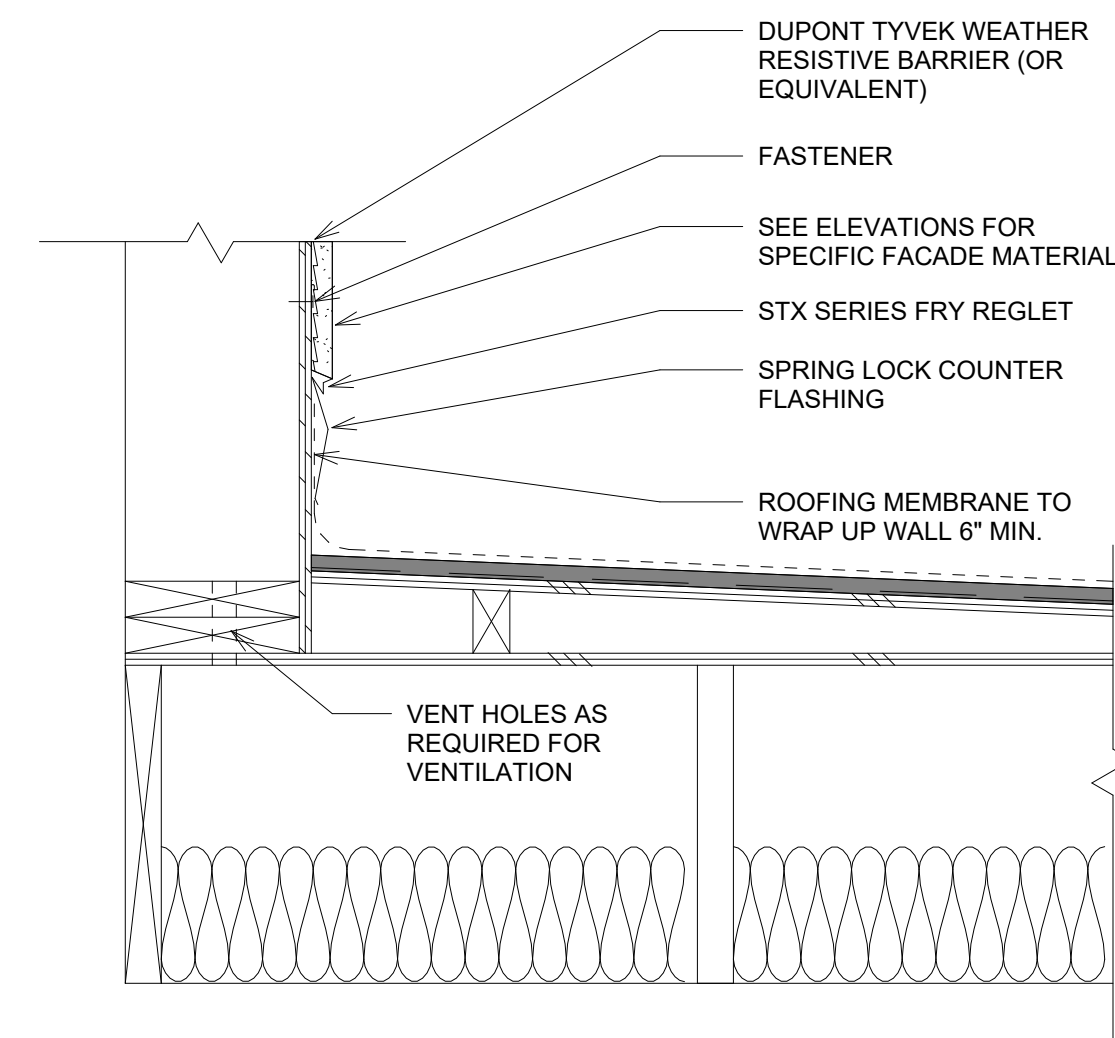 DUPONT TYVEK WEATHER
RESISTIVE BARRIER (OR
EQUIVALENT)
FASTENER
SEE ELEVATIONS FOR
SPECIFIC FACADE MATERIAL
STX SERIES FRY REGLET
SPRING LOCK COUNTER
FLASHING
ROOFING MEMBRANE TO
WRAP UP WALL 6" MIN.
VENT HOLES AS
REQUIRED FOR
VENTILATION